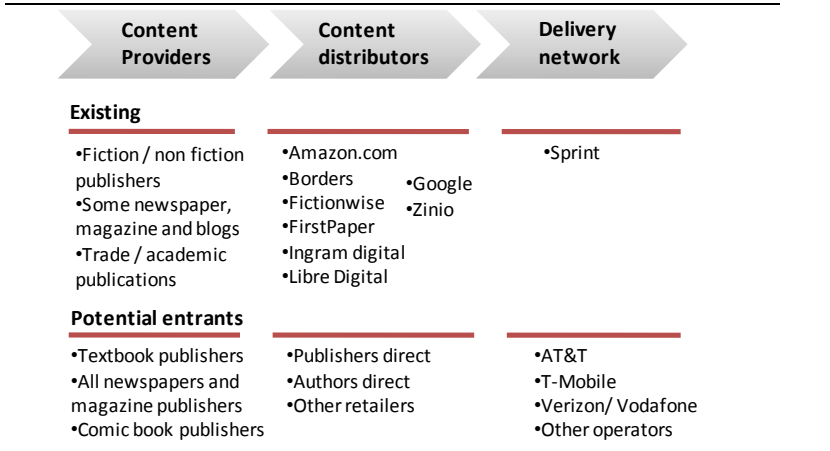 Content Providers
Content distributors
Delivery network
Existing
•Fiction / non fiction
publishers
•Some newspaper,
magazine and blogs
•Trade / academic
publications
•Amazon.com
•Borders
•Fictionwise
•FirstPaper
•Ingram digital
•Libre Digital
•Google
•Zinio
•Sprint
Potential entrants
•Textbook publishers
•All newspapers and
magazine publishers
•Comic book publishers
•Publishers direct
•Authors direct
•Other retailers
•AT&T
•T-Mobile
•Verizon/ Vodafone
•Other operators